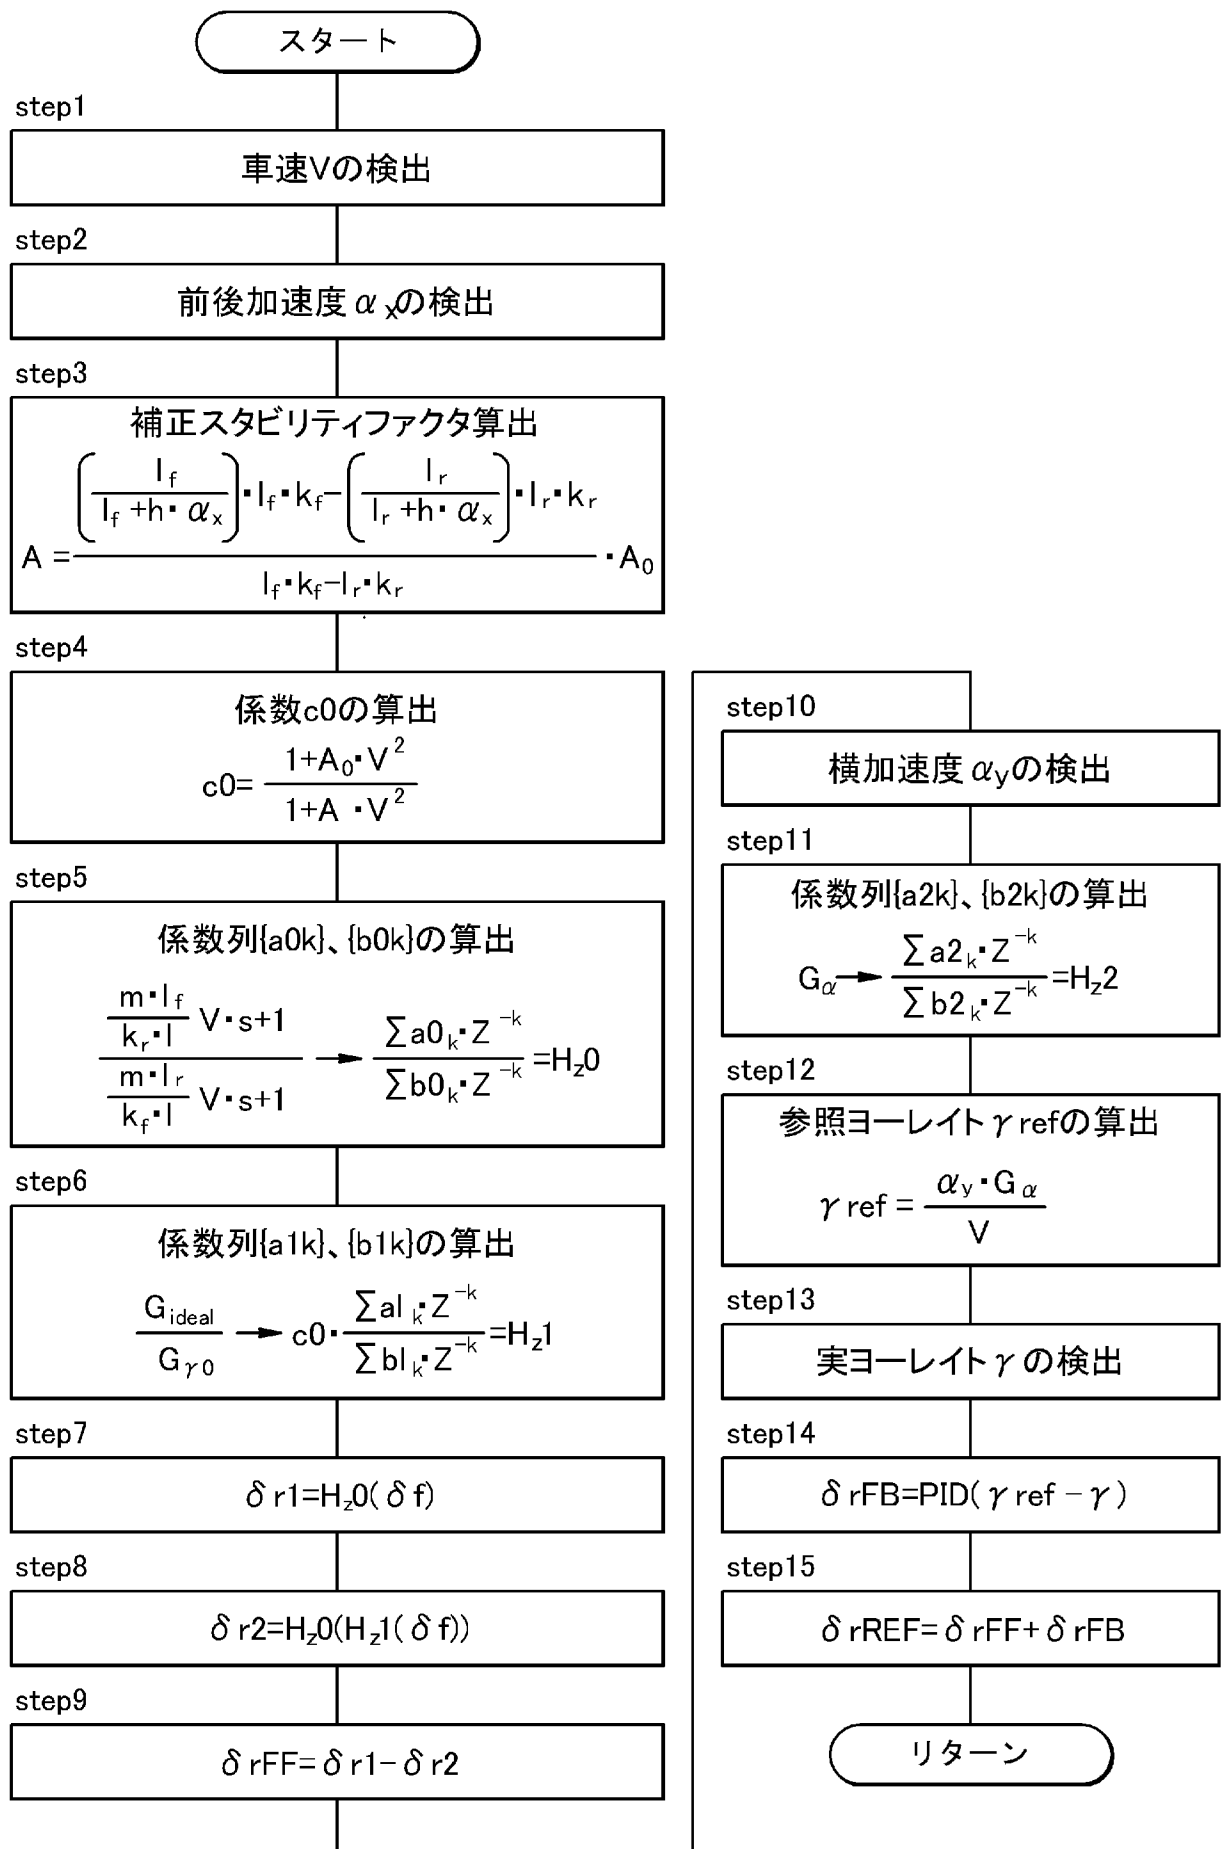 スタート
step1
車速Vの検出
step2
前後加速度αxの検出
step3
補正スタビリティファクタ算出
A = ((lf / (lf +h・αx))・lf・kf−(lr / (lr +h・αx))・lr・kr) / (lf・kf−lr・kr) ・A0
step4
係数c0の算出
c0= (1+A0・V^2) / (1+A ・V^2)
step5
係数列{a0k}、{b0k}の算出
((m・lf / kr・l) V・s+1) / ((m・lr / kf・l) V・s+1) → Σa0k・Z^-k / Σb0k・Z^-k =Hz0
step6
係数列{a1k}、{b1k}の算出
Gideal / Gγ0 → c0・ Σal k・Z^-k / Σbl k・Z^-k =Hz1
step7
δr1=Hz0(δf)
step8
δr2=Hz0(Hz1(δf))
step9
δrFF=δr1−δr2
step10
横加速度αyの検出
step11
係数列{a2k}、{b2k}の算出
Gα → Σa2k・Z^-k / Σb2k・Z^-k =Hz2
step12
参照ヨーレイトγrefの算出
γref = αy・Gα / V
step13
実ヨーレイトγの検出
step14
δrFB=PID(γref−γ)
step15
δrREF=δrFF+δrFB
リターン